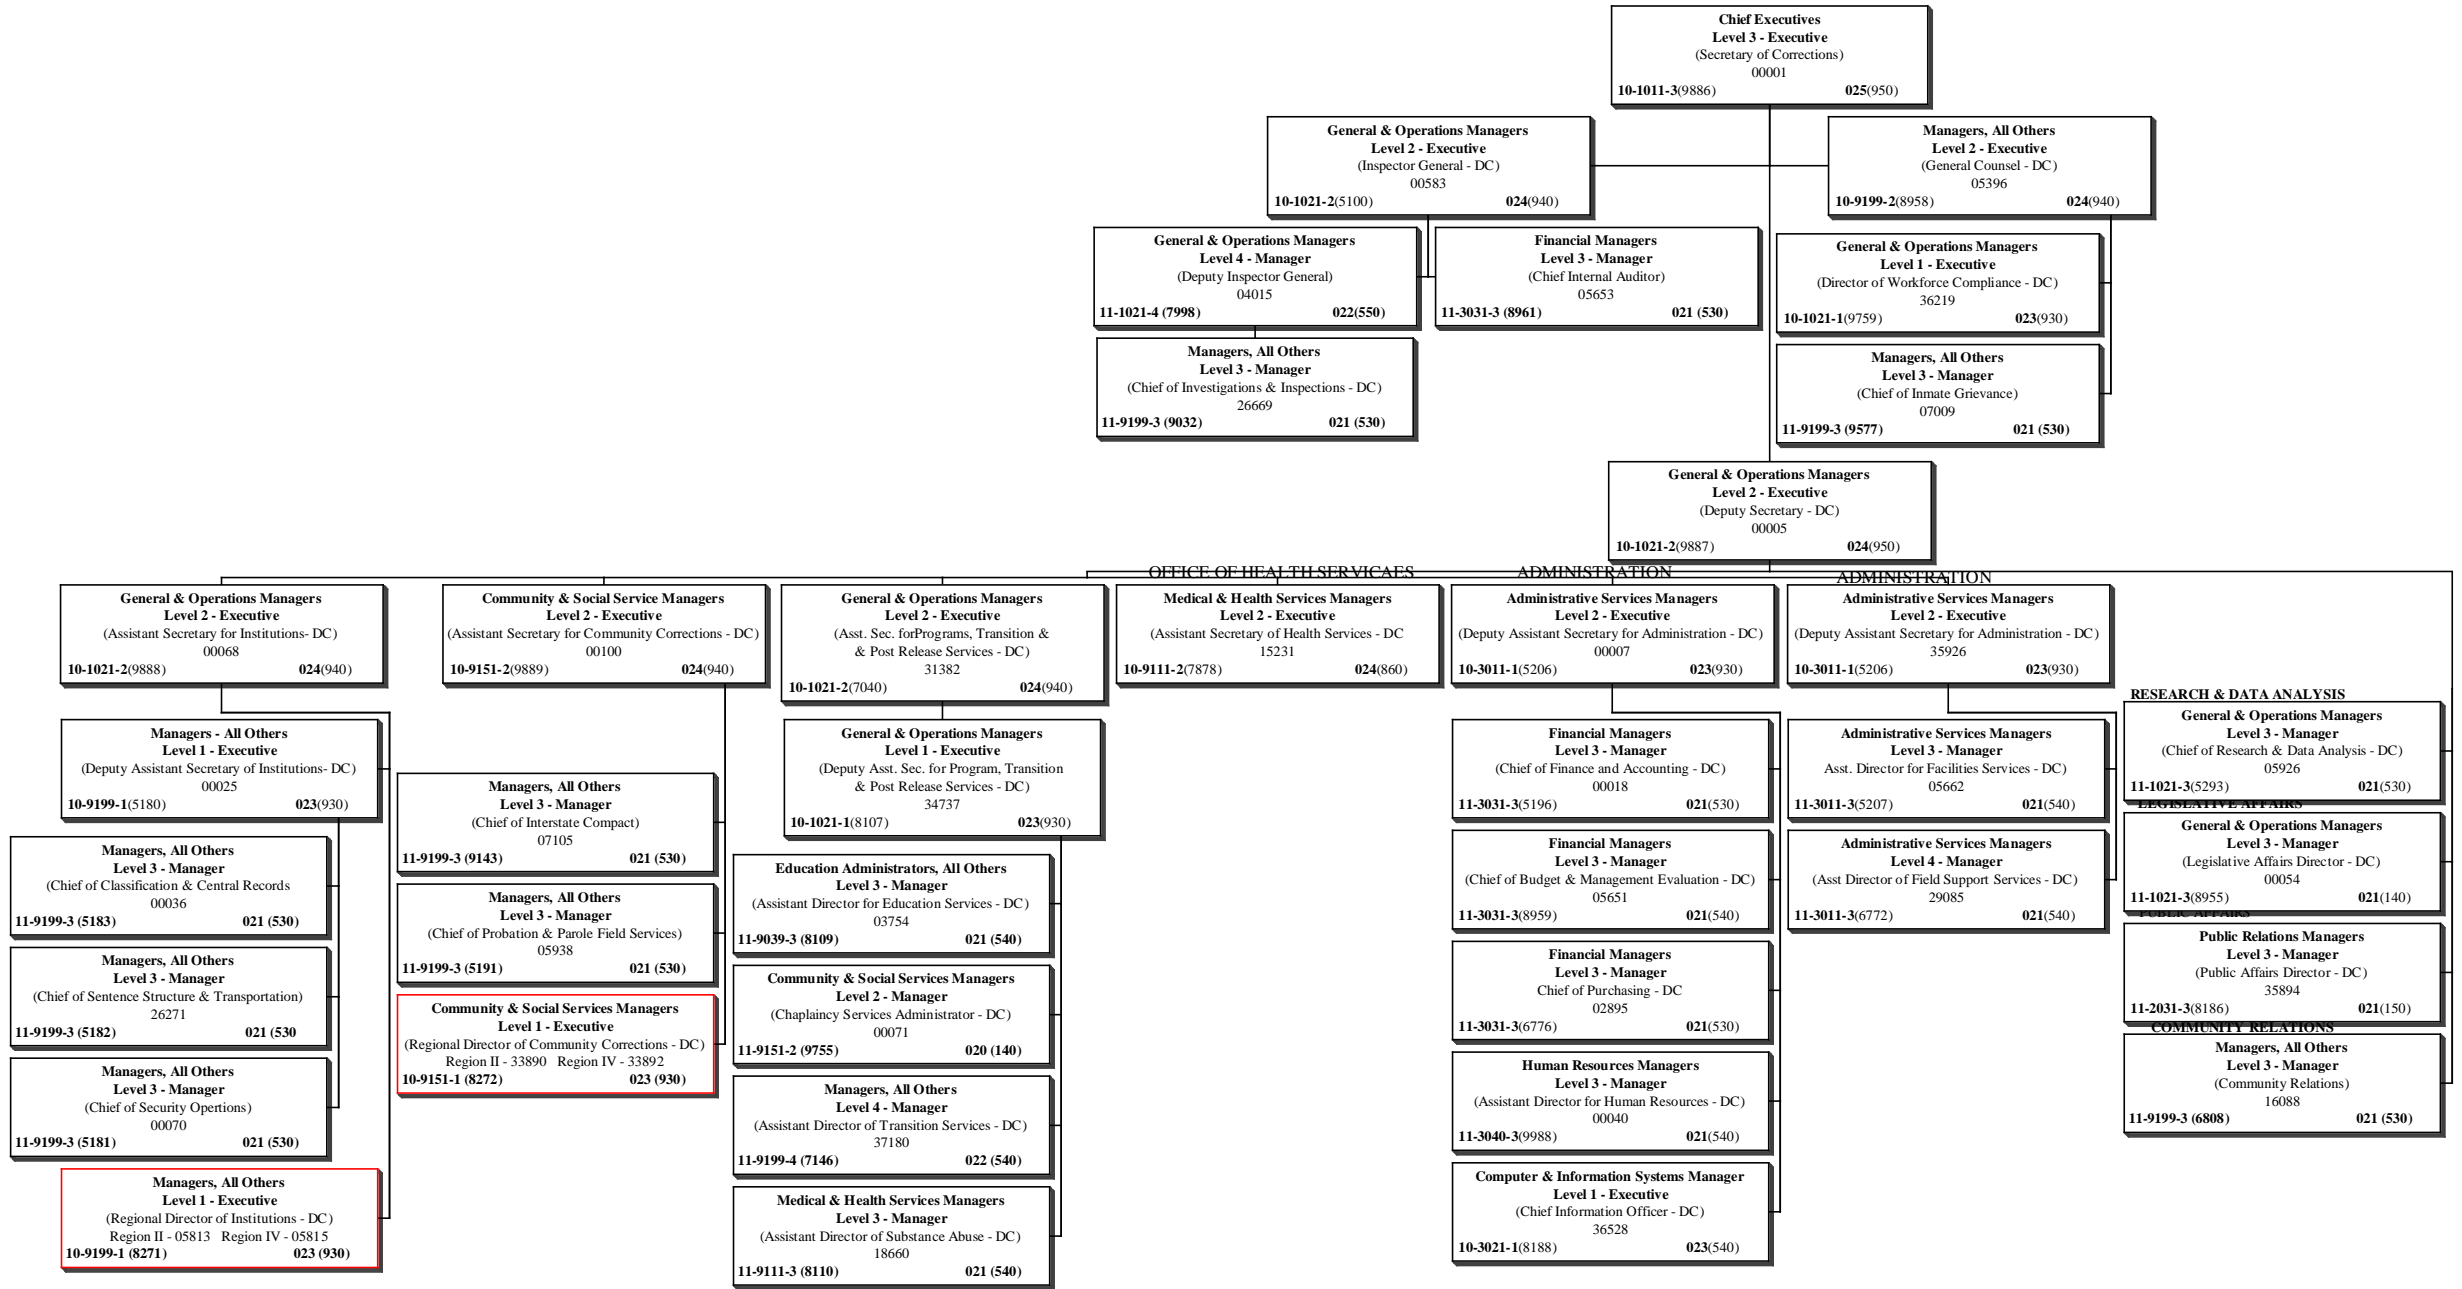 Chief Executives
Level 3 - Executive
(Secretary of Corrections)
00001
10-1011-3(9886) 025(950)
General & Operations Managers
Level 2 - Executive
(Inspector General - DC)
00583
10-1021-2(5100) 024(940)
Managers, All Others
Level 2 - Executive
(General Counsel - DC)
05396
10-9199-2(8958) 024(940)
General & Operations Managers
Level 4 - Manager
(Deputy Inspector General)
04015
11-1021-4 (7998) 022(550)
Financial Managers
Level 3 - Manager
(Chief Internal Auditor)
05653
11-3031-3 (8961) 021 (530)
General & Operations Managers
Level 1 - Executive
(Director of Workforce Compliance - DC)
36219
10-1021-1(9759) 023(930)
Managers, All Others
Level 3 - Manager
(Chief of Investigations & Inspections - DC)
26669
11-9199-3 (9032) 021 (530)
Managers, All Others
Level 3 - Manager
(Chief of Inmate Grievance)
07009
11-9199-3 (9577) 021 (530)
General & Operations Managers
Level 2 - Executive
(Deputy Secretary - DC)
00005
10-1021-2(9887) 024(950)
General & Operations Managers
Level 2 - Executive
(Assistant Secretary for Institutions- DC)
00068
10-1021-2(9888) 024(940)
Managers - All Others
Level 1 - Executive
(Deputy Assistant Secretary of Institutions- DC)
00025
10-9199-1(5180) 023(930)
Managers, All Others
Level 3 - Manager
(Chief of Classification & Central Records
00036
11-9199-3 (5183) 021 (530)
Managers, All Others
Level 3 - Manager
(Chief of Sentence Structure & Transportation)
26271
11-9199-3 (5182) 021 (530
Managers, All Others
Level 3 - Manager
(Chief of Security Opertions)
00070
11-9199-3 (5181) 021 (530)
Managers, All Others
Level 1 - Executive
(Regional Director of Institutions - DC)
Region II - 05813 Region IV - 05815
10-9199-1 (8271) 023 (930)
Community & Social Service Managers
Level 2 - Executive
(Assistant Secretary for Community Corrections - DC)
00100
10-9151-2(9889) 024(940)
Managers, All Others
Level 3 - Manager
(Chief of Interstate Compact)
07105
11-9199-3 (9143) 021 (530)
Managers, All Others
Level 3 - Manager
(Chief of Probation & Parole Field Services)
05938
11-9199-3 (5191) 021 (530)
Community & Social Services Managers
Level 1 - Executive
(Regional Director of Community Corrections - DC)
Region II - 33890 Region IV - 33892
10-9151-1 (8272) 023 (930)
General & Operations Managers
Level 2 - Executive
(Asst. Sec. forPrograms, Transition &
& Post Release Services - DC)
31382
10-1021-2(7040) 024(940)
General & Operations Managers
Level 1 - Executive
(Deputy Asst. Sec. for Program, Transition
& Post Release Services - DC)
34737
10-1021-1(8107) 023(930)
Education Administrators, All Others
Level 3 - Manager
(Assistant Director for Education Services - DC)
03754
11-9039-3 (8109) 021 (540)
Community & Social Services Managers
Level 2 - Manager
(Chaplaincy Services Administrator - DC)
00071
11-9151-2 (9755) 020 (140)
Managers, All Others
Level 4 - Manager
(Assistant Director of Transition Services - DC)
37180
11-9199-4 (7146) 022 (540)
Medical & Health Services Managers
Level 3 - Manager
(Assistant Director of Substance Abuse - DC)
18660
11-9111-3 (8110) 021 (540)
OFFICE OF HEALTH SERVICAES
Medical & Health Services Managers
Level 2 - Executive
(Assistant Secretary of Health Services - DC
15231
10-9111-2(7878) 024(860)
ADMINISTRATION
Administrative Services Managers
Level 2 - Executive
(Deputy Assistant Secretary for Administration - DC)
00007
10-3011-1(5206) 023(930)
Financial Managers
Level 3 - Manager
(Chief of Finance and Accounting - DC)
00018
11-3031-3(5196) 021(530)
Financial Managers
Level 3 - Manager
(Chief of Budget & Management Evaluation - DC)
05651
11-3031-3(8959) 021(540)
Financial Managers
Level 3 - Manager
Chief of Purchasing - DC
02895
11-3031-3(6776) 021(530)
Human Resources Managers
Level 3 - Manager
(Assistant Director for Human Resources - DC)
00040
11-3040-3(9988) 021(540)
Computer & Information Systems Manager
Level 1 - Executive
(Chief Information Officer - DC)
36528
10-3021-1(8188) 023(540)
ADMINISTRATION
Administrative Services Managers
Level 2 - Executive
(Deputy Assistant Secretary for Administration - DC)
35926
10-3011-1(5206) 023(930)
Administrative Services Managers
Level 3 - Manager
Asst. Director for Facilities Services - DC)
05662
11-3011-3(5207) 021(540)
Administrative Services Managers
Level 4 - Manager
(Asst Director of Field Support Services - DC)
29085
11-3011-3(6772) 021(540)
RESEARCH & DATA ANALYSIS
General & Operations Managers
Level 3 - Manager
(Chief of Research & Data Analysis - DC)
05926
11-1021-3(5293) 021(530)
LEGISLATIVE AFFAIRS
General & Operations Managers
Level 3 - Manager
(Legislative Affairs Director - DC)
00054
11-1021-3(8955) 021(140)
PUBLIC AFFAIRS
Public Relations Managers
Level 3 - Manager
(Public Affairs Director - DC)
35894
11-2031-3(8186) 021(150)
COMMUNITY RELATIONS
Managers, All Others
Level 3 - Manager
(Community Relations)
16088
11-9199-3 (6808) 021 (530)